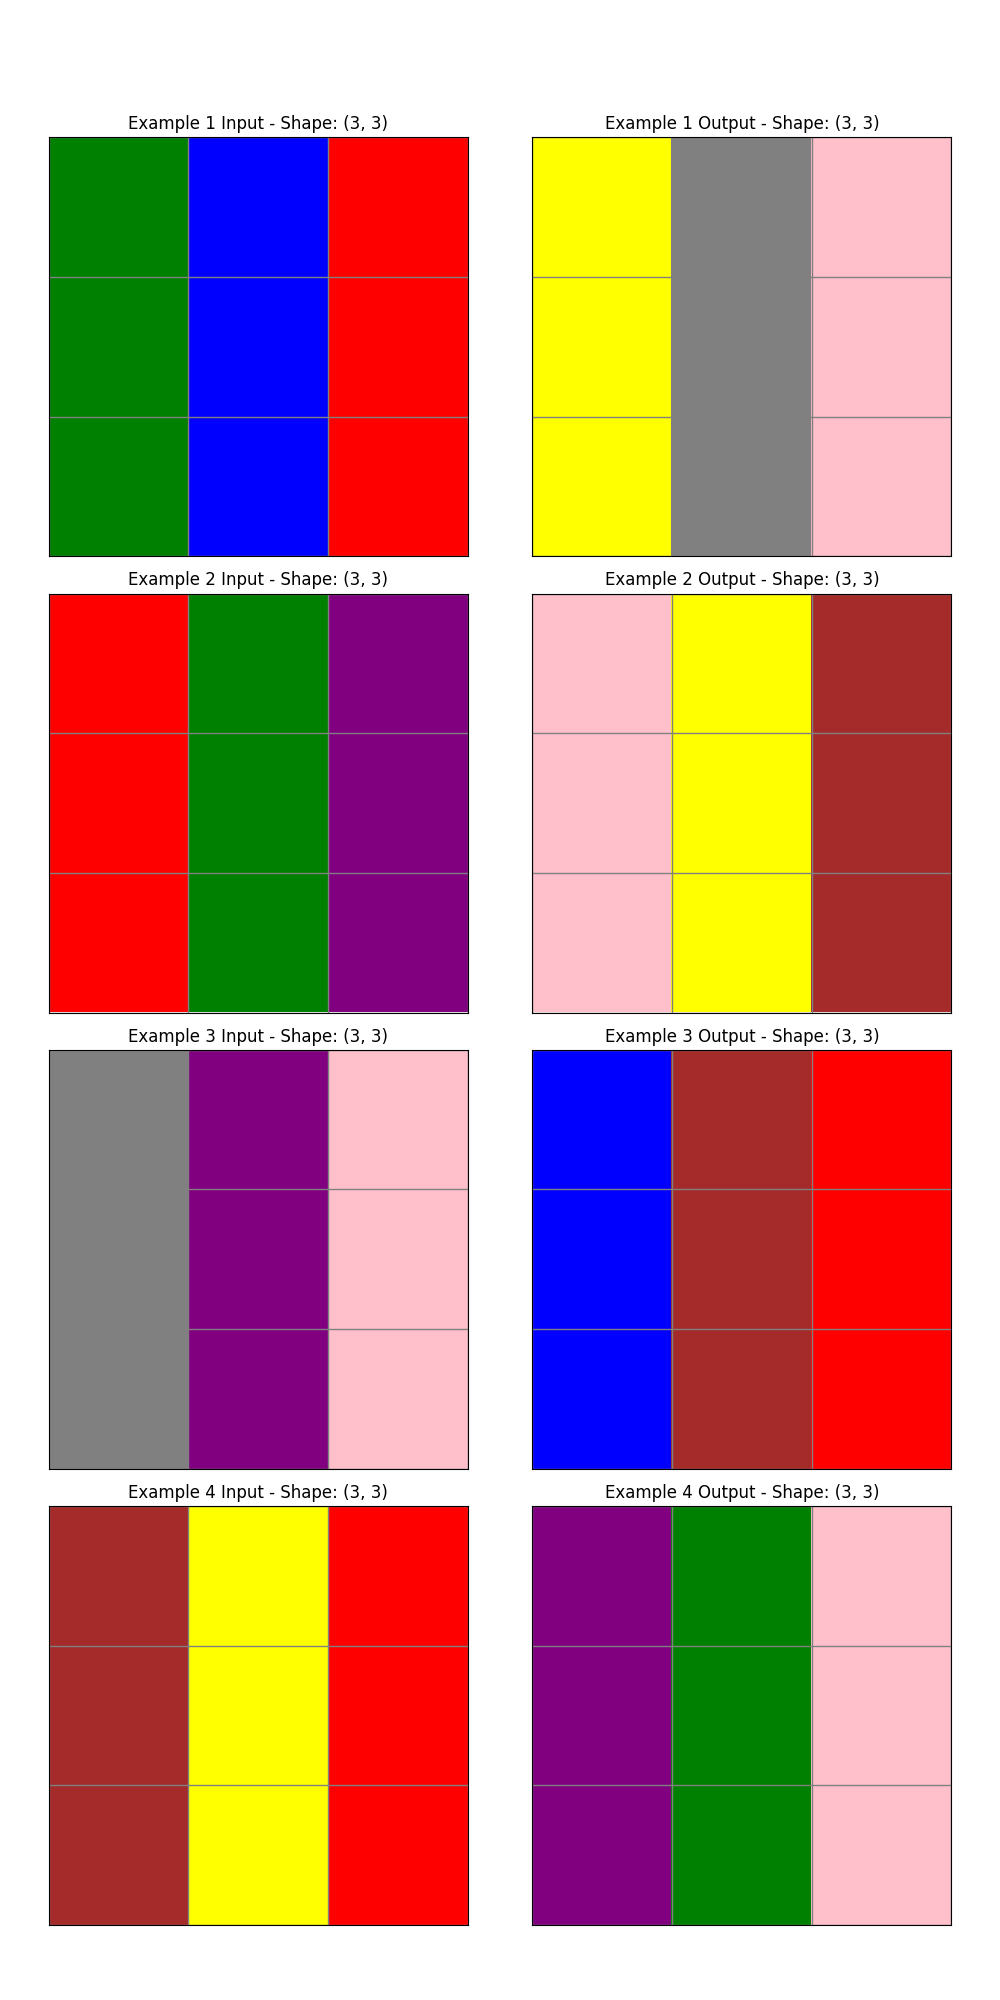 Example 1 Input - Shape: (3, 3)
Example 1 Output - Shape: (3, 3)
Example 2 Input - Shape: (3, 3)
Example 2 Output - Shape: (3, 3)
Example 3 Input - Shape: (3, 3)
Example 3 Output - Shape: (3, 3)
Example 4 Input - Shape: (3, 3)
Example 4 Output - Shape: (3, 3)